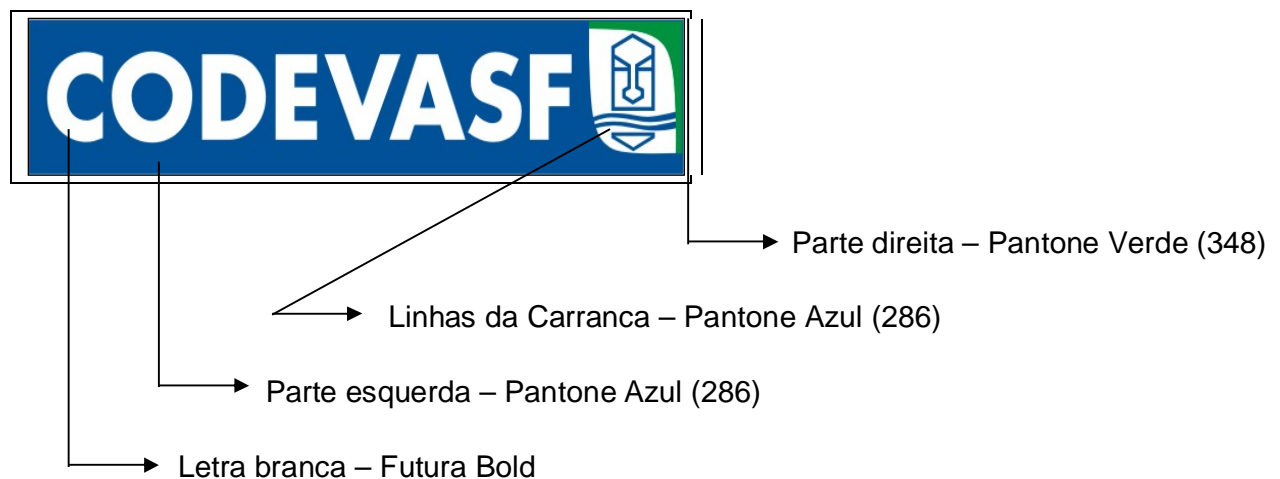 CODEVASF
Parte direita – Pantone Verde (348)
Linhas da Carranca – Pantone Azul (286)
Parte esquerda – Pantone Azul (286)
Letra branca – Futura Bold